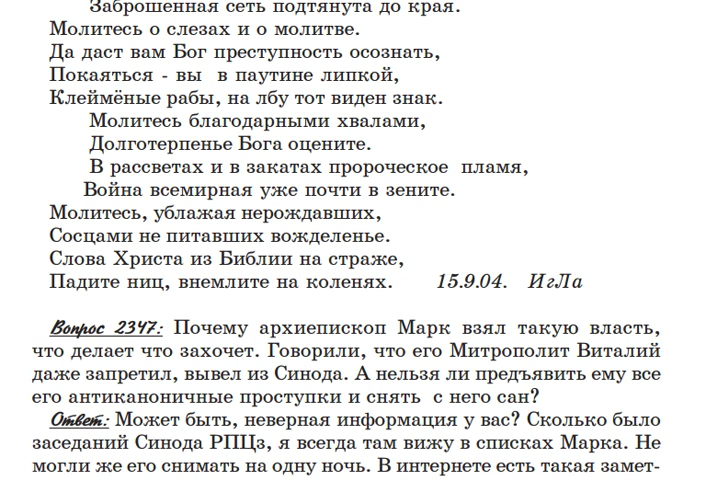 Заброшенная сеть подтянута до края.
Молитесь о слезах и о молитве.
Да даст вам Бог преступность осознать,
Покаяться - вы в паутине липкой,
Клеймёные рабы, на лбу тот виден знак.
Молитесь благодарными хвалами,
Долготерпенье Бога оцените.
В рассветах и в закатах пророческое пламя,
Война всемирная уже почти в зените.
Молитесь, ублажая нерождавших,
Сосцами не питавших вожделенье.
Слова Христа из Библии на страже,
Падите ниц, внемлите на коленях. 15.9.04. ИгЛа
Вопрос 2347: Почему архиепископ Марк взял такую власть,
что делает что захочет. Говорили, что его Митрополит Виталий
даже запретил, вывел из Синода. А нельзя ли предъявить ему все
его антиканоничные проступки и снять с него сан?
Ответ: Может быть, неверная информация у вас? Сколько было
заседаний Синода РПЦз, я всегда там вижу в списках Марка. Не
могли же его снимать на одну ночь. В интернете есть такая замет-